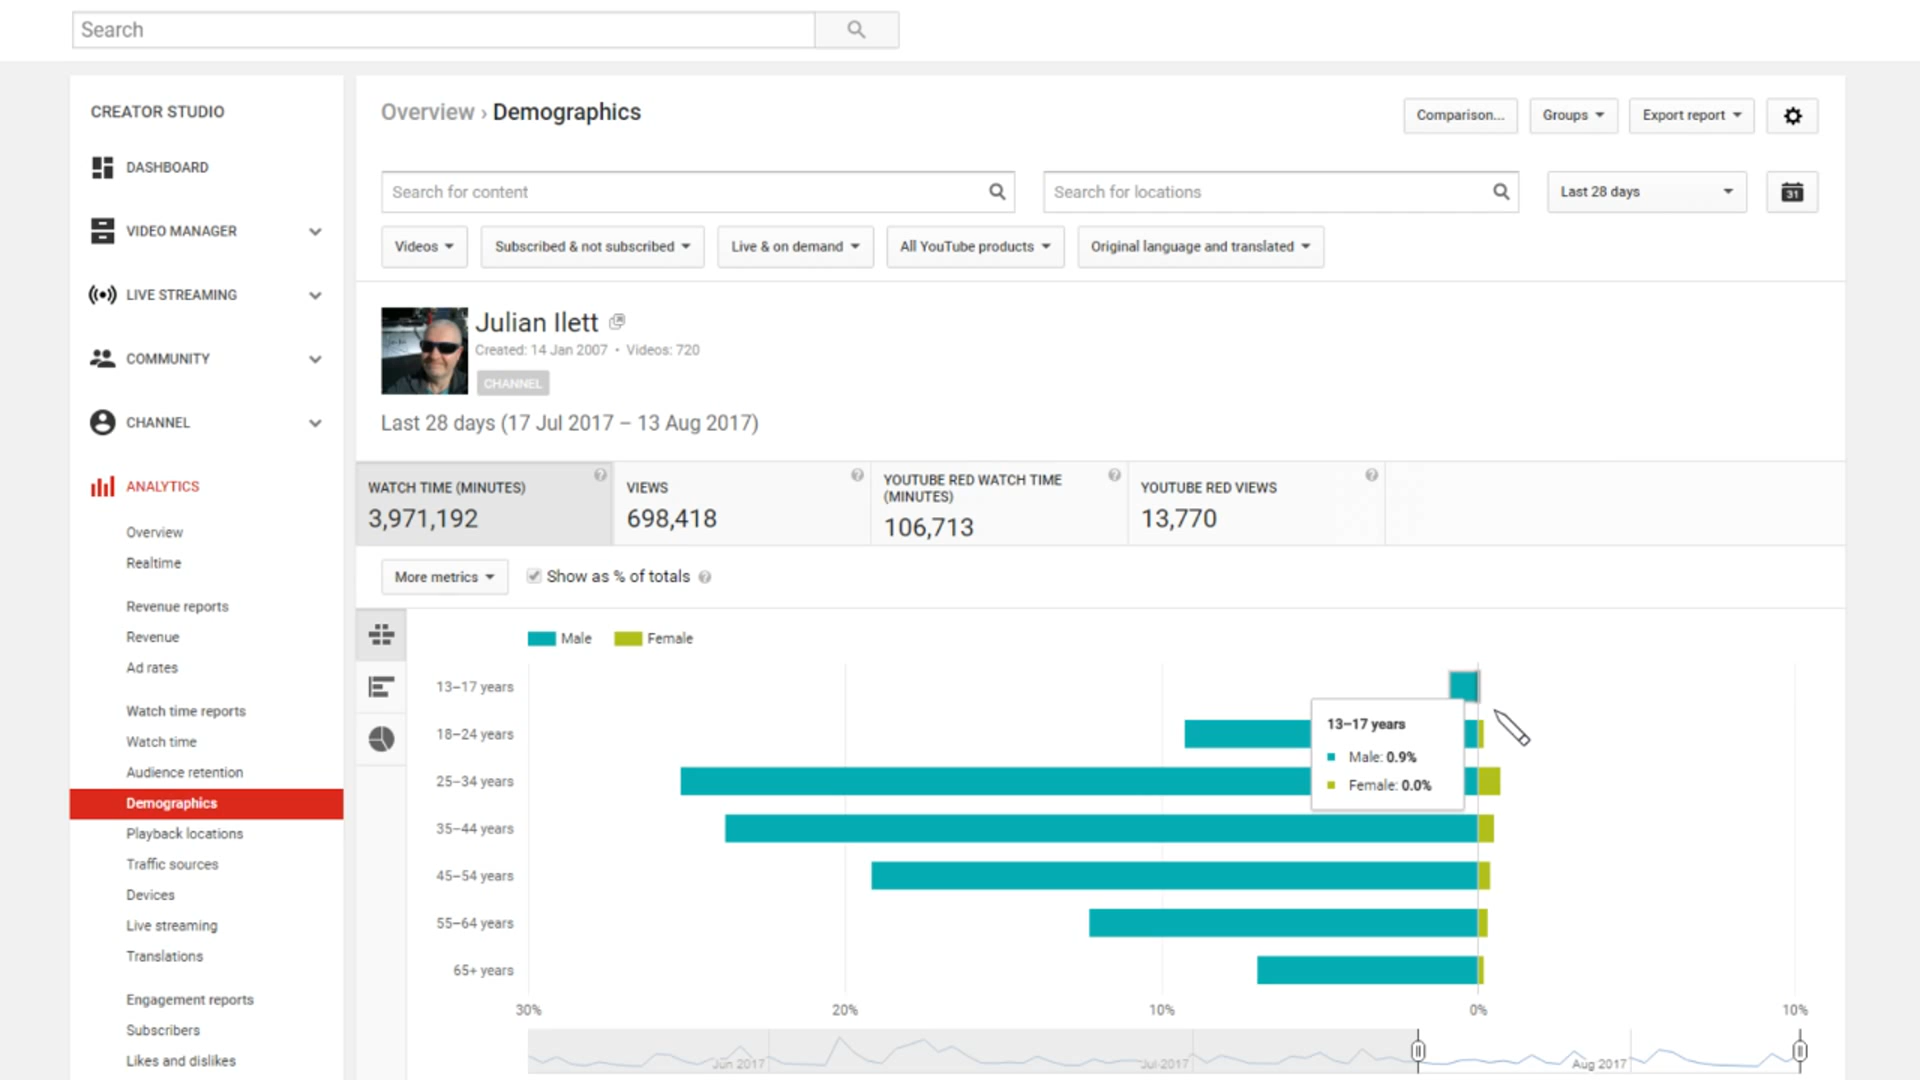 Search
CREATOR STUDIO
DASHBOARD
VIDEO MANAGER
LIVE STREAMING
COMMUNITY
CHANNEL
ANALYTICS
Overview
Realtime
Revenue reports
Revenue
Ad rates
Watch time reports
Watch time
Audience retention
Demographics
Playback locations
Traffic sources
Devices
Live streaming
Translations
Engagement reports
Subscribers
Likes and dislikes
Overview › Demographics
Comparison... Groups Export report
Search for content Search for locations Last 28 days 31
Videos Subscribed & not subscribed Live & on demand All YouTube products Original language and translated
Julian Ilett
Created: 14 Jan 2007 • Videos: 720
CHANNEL
Last 28 days (17 Jul 2017 – 13 Aug 2017)
WATCH TIME (MINUTES) ?
3,971,192
VIEWS ?
698,418
YOUTUBE RED WATCH TIME ?
(MINUTES)
106,713
YOUTUBE RED VIEWS ?
13,770
More metrics Show as % of totals ?
Male Female
13–17 years
18–24 years
25–34 years
35–44 years
45–54 years
55–64 years
65+ years
13–17 years
Male: 0.9%
Female: 0.0%
30% 20% 10% 0% 10%
Jun 2017 Jul 2017 Aug 2017